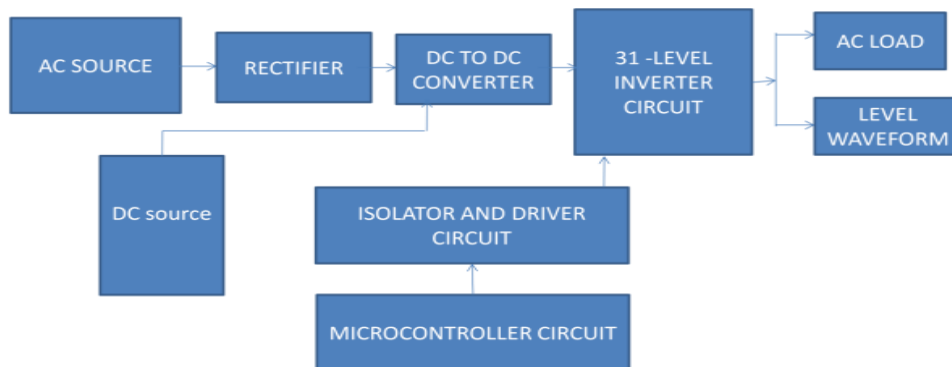 AC SOURCE
RECTIFIER
DC TO DC
CONVERTER
31 -LEVEL
INVERTER
CIRCUIT
AC LOAD
LEVEL
WAVEFORM
DC source
ISOLATOR AND DRIVER
CIRCUIT
MICROCONTROLLER CIRCUIT